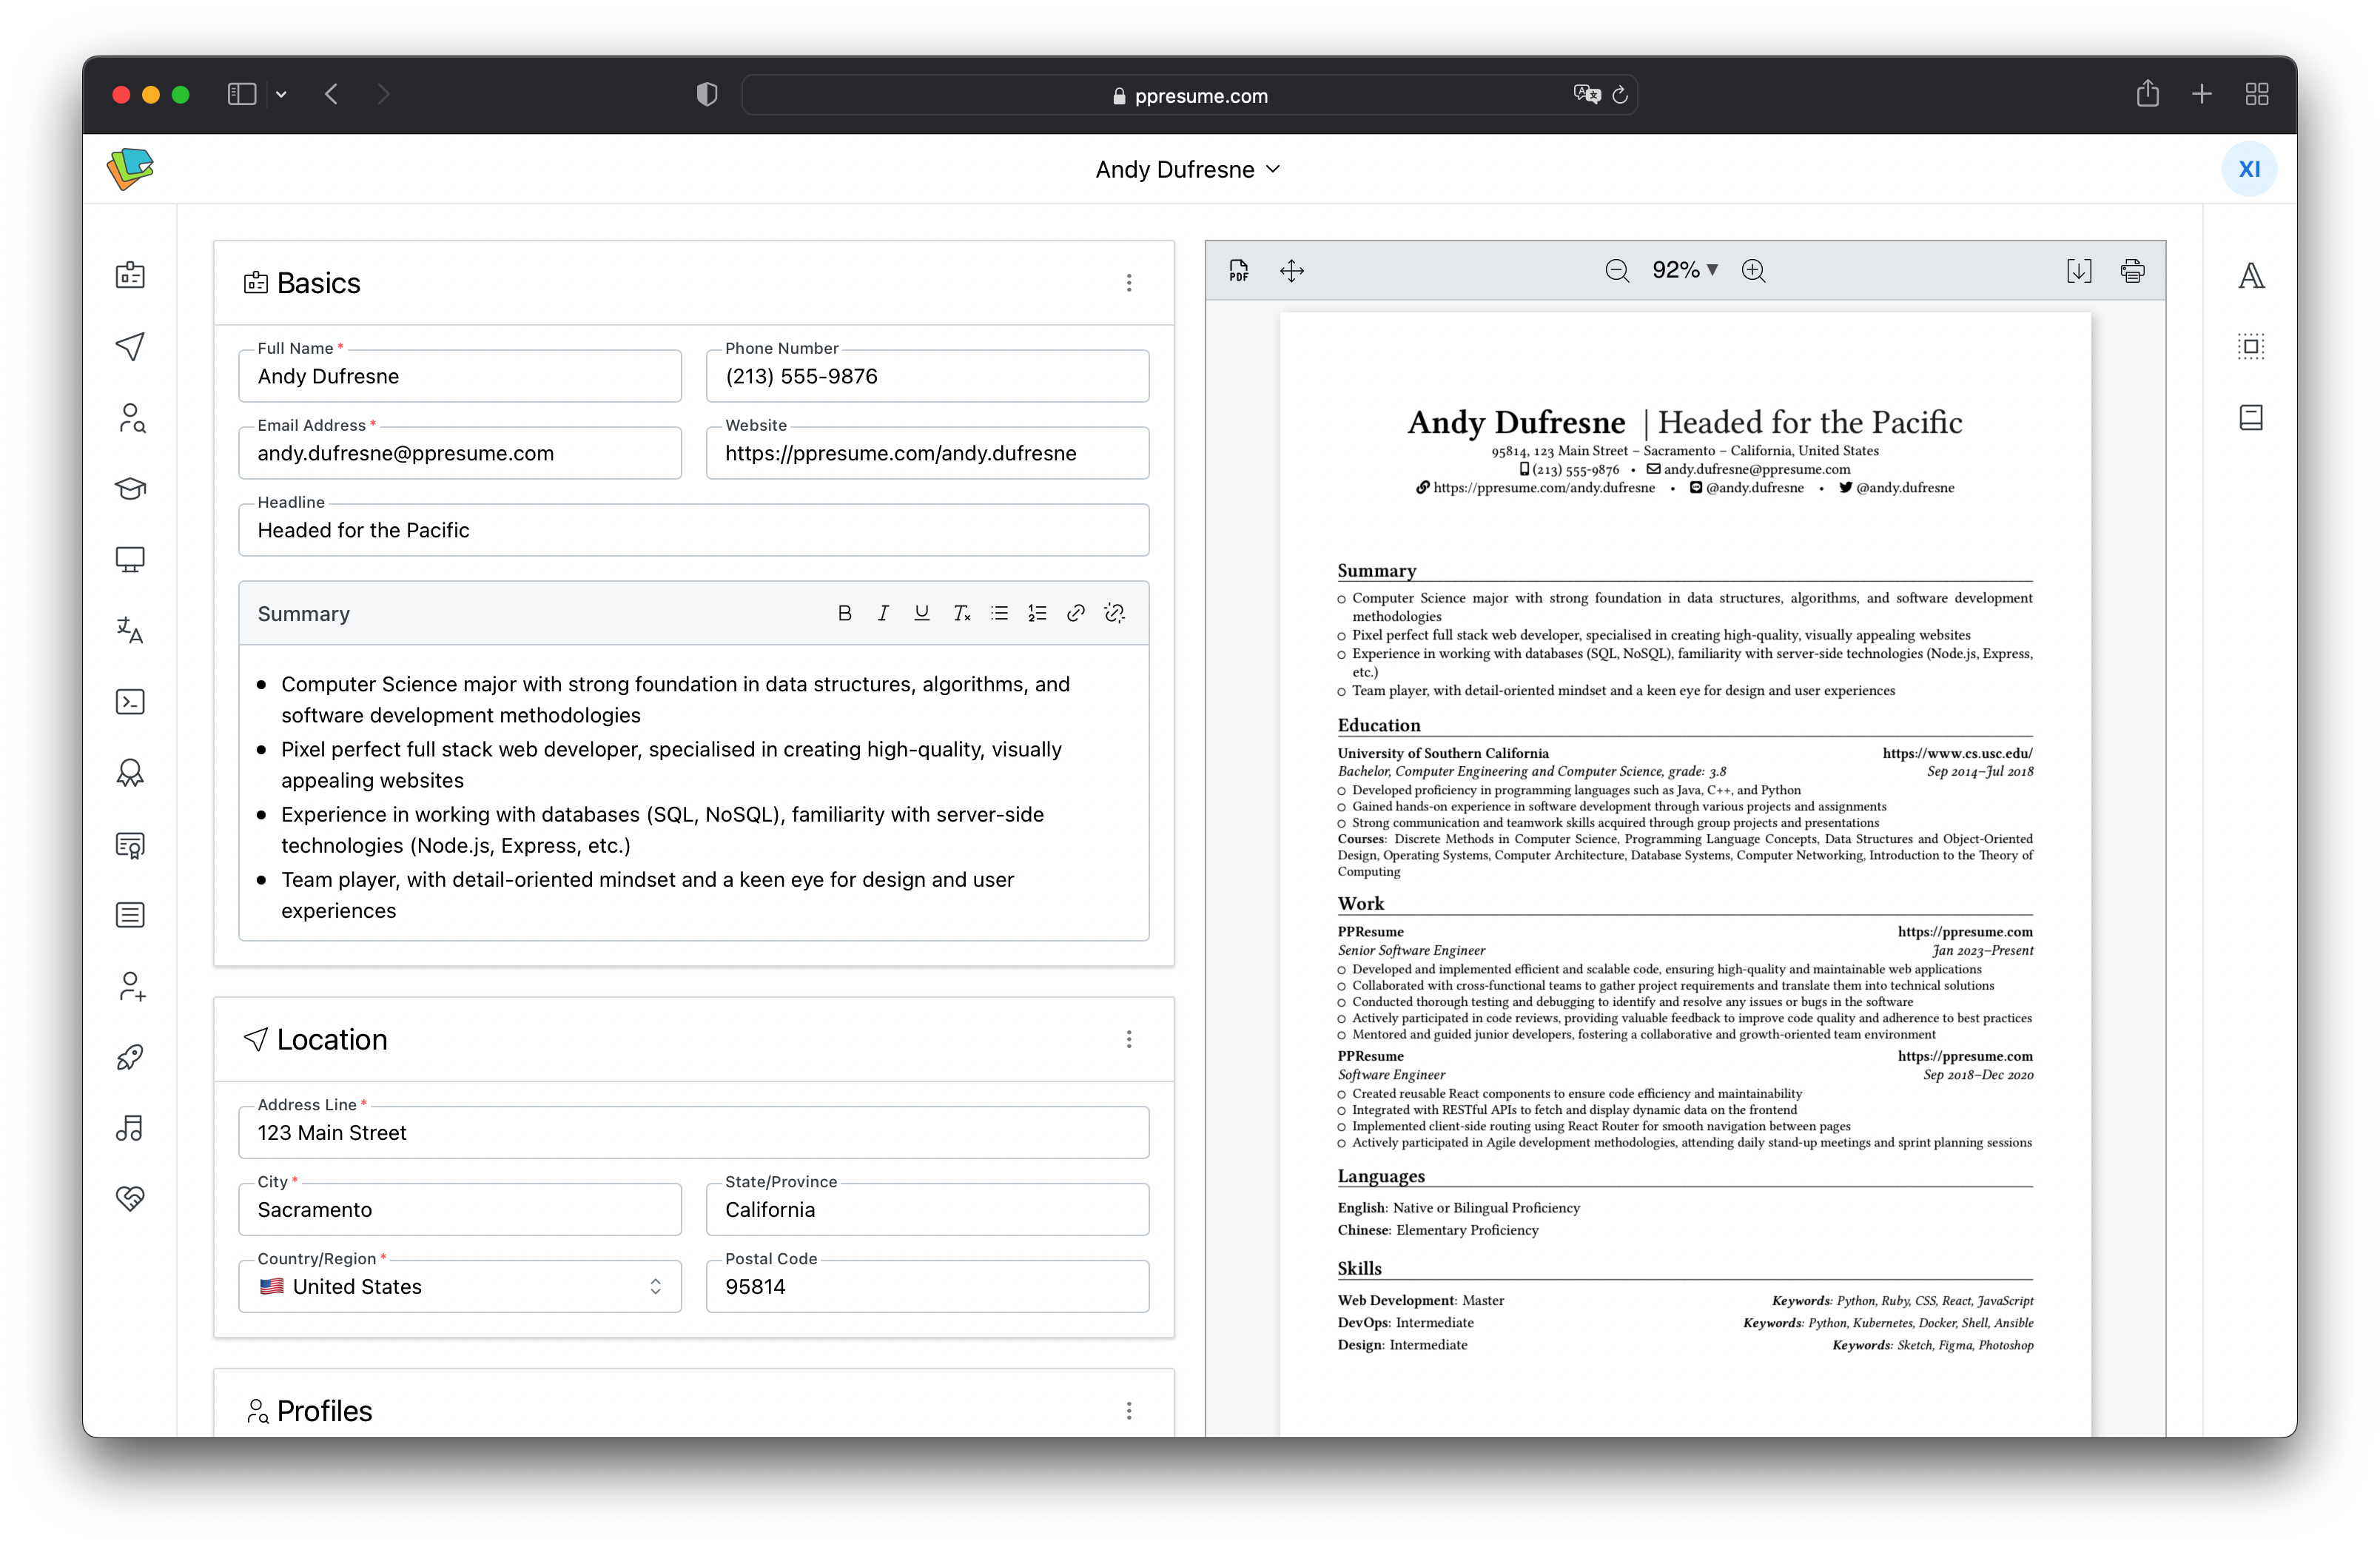 ppresume.com
Andy Dufresne
XI
Basics
Full Name *
Andy Dufresne
Phone Number
(213) 555-9876
Email Address *
andy.dufresne@ppresume.com
Website
https://ppresume.com/andy.dufresne
Headline
Headed for the Pacific
Summary
B I U Tx
Computer Science major with strong foundation in data structures, algorithms, and
software development methodologies
Pixel perfect full stack web developer, specialised in creating high-quality, visually
appealing websites
Experience in working with databases (SQL, NoSQL), familiarity with server-side
technologies (Node.js, Express, etc.)
Team player, with detail-oriented mindset and a keen eye for design and user
experiences
Location
Address Line *
123 Main Street
City *
Sacramento
State/Province
California
Country/Region *
United States
Postal Code
95814
Profiles
PDF
92%
Andy Dufresne | Headed for the Pacific
95814, 123 Main Street – Sacramento – California, United States
(213) 555-9876 • andy.dufresne@ppresume.com
https://ppresume.com/andy.dufresne • @andy.dufresne • @andy.dufresne
Summary
Computer Science major with strong foundation in data structures, algorithms, and software development
methodologies
Pixel perfect full stack web developer, specialised in creating high-quality, visually appealing websites
Experience in working with databases (SQL, NoSQL), familiarity with server-side technologies (Node.js, Express,
etc.)
Team player, with detail-oriented mindset and a keen eye for design and user experiences
Education
University of Southern California https://www.cs.usc.edu/
Bachelor, Computer Engineering and Computer Science, grade: 3.8 Sep 2014–Jul 2018
Developed proficiency in programming languages such as Java, C++, and Python
Gained hands-on experience in software development through various projects and assignments
Strong communication and teamwork skills acquired through group projects and presentations
Courses: Discrete Methods in Computer Science, Programming Language Concepts, Data Structures and Object-Oriented
Design, Operating Systems, Computer Architecture, Database Systems, Computer Networking, Introduction to the Theory of
Computing
Work
PPResume https://ppresume.com
Senior Software Engineer Jan 2023–Present
Developed and implemented efficient and scalable code, ensuring high-quality and maintainable web applications
Collaborated with cross-functional teams to gather project requirements and translate them into technical solutions
Conducted thorough testing and debugging to identify and resolve any issues or bugs in the software
Actively participated in code reviews, providing valuable feedback to improve code quality and adherence to best practices
Mentored and guided junior developers, fostering a collaborative and growth-oriented team environment
PPResume https://ppresume.com
Software Engineer Sep 2018–Dec 2020
Created reusable React components to ensure code efficiency and maintainability
Integrated with RESTful APIs to fetch and display dynamic data on the frontend
Implemented client-side routing using React Router for smooth navigation between pages
Actively participated in Agile development methodologies, attending daily stand-up meetings and sprint planning sessions
Languages
English: Native or Bilingual Proficiency
Chinese: Elementary Proficiency
Skills
Web Development: Master Keywords: Python, Ruby, CSS, React, JavaScript
DevOps: Intermediate Keywords: Python, Kubernetes, Docker, Shell, Ansible
Design: Intermediate Keywords: Sketch, Figma, Photoshop